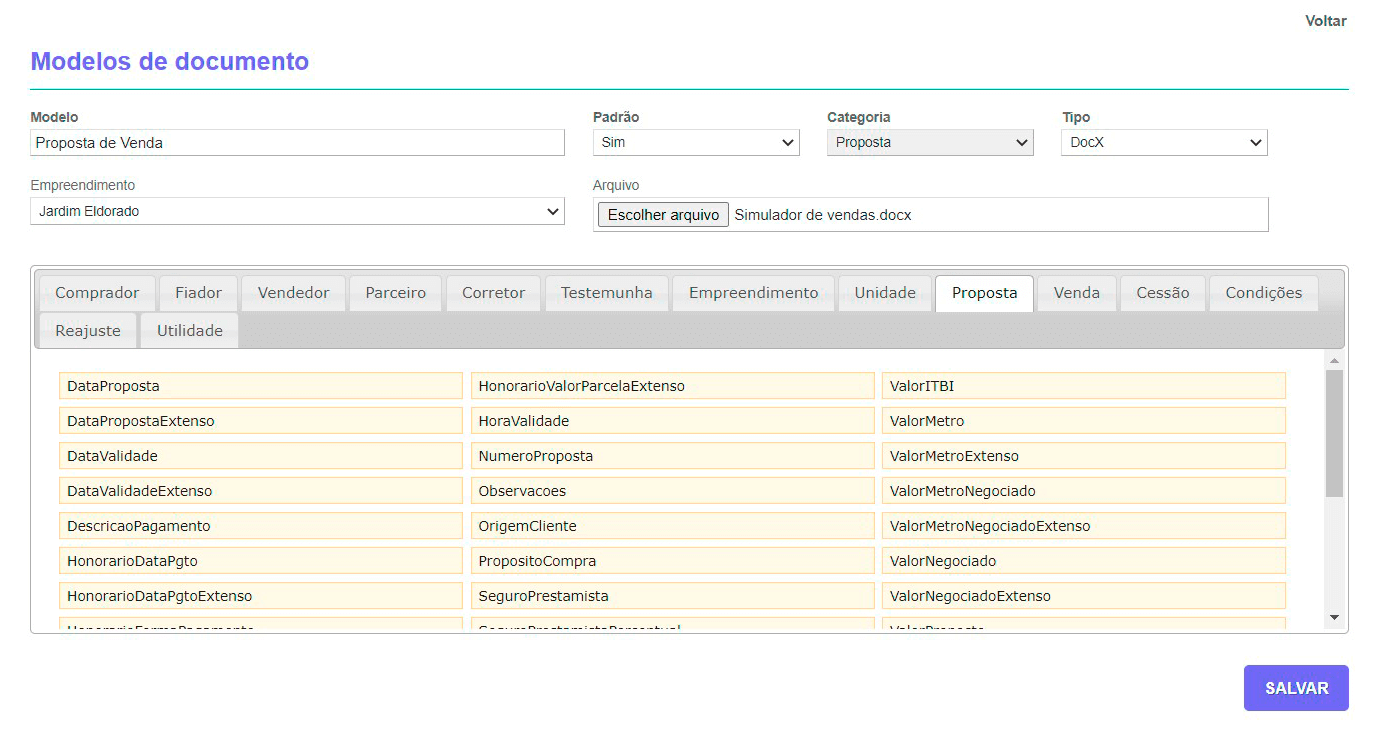 Voltar
Modelos de documento
Modelo Padrão Categoria Tipo
Proposta de Venda Sim Proposta DocX
Empreendimento Arquivo
Jardim Eldorado Escolher arquivo Simulador de vendas.docx
Comprador Fiador Vendedor Parceiro Corretor Testemunha Empreendimento Unidade Proposta Venda Cessão Condições
Reajuste Utilidade
DataProposta HonorarioValorParcelaExtenso ValorITBI
DataPropostaExtenso HoraValidade ValorMetro
DataValidade NumeroProposta ValorMetroExtenso
DataValidadeExtenso Observacoes ValorMetroNegociado
DescricaoPagamento OrigemCliente ValorMetroNegociadoExtenso
HonorarioDataPgto PropositoCompra ValorNegociado
HonorarioDataPgtoExtenso SeguroPrestamista ValorNegociadoExtenso
SALVAR